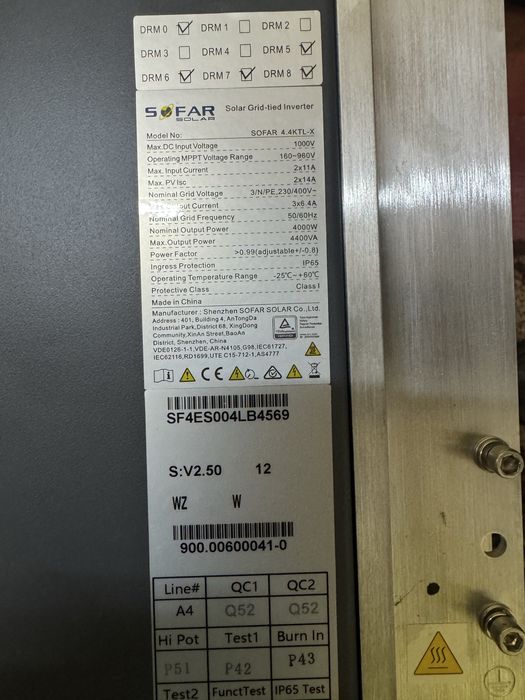 DRM 0 DRM 1 DRM 2
DRM 3 DRM 4 DRM 5
DRM 6 DRM 7 DRM 8
SOFAR SOLAR Solar Grid-tied Inverter
Model No: SOFAR 4.4KTL-X
Max.DC Input Voltage 1000V
Operating MPPT Voltage Range 160~960V
Max. Input Current 2x11A
Max. PV Isc 2x14A
Nominal Grid Voltage 3/N/PE,230/400V~
Current 3x6.4A
Nominal Grid Frequency 50/60Hz
Nominal Output Power 4000W
Max.Output Power 4400VA
Power Factor >0.99(adjustable+/-0.8)
Ingress Protection IP65
Operating Temperature Range -25℃~+60℃
Protective Class Class I
Made in China
Manufacturer : Shenzhen SOFAR SOLAR Co.,Ltd.
Address : 401, Building 4, AnTongDa
Industrial Park,District 68, XingDong
Community,XinAn Street,BaoAn
District, Shenzhen, China
VDE0126-1-1,VDE-AR-N4105,G98,IEC61727,
IEC62116,RD1699,UTE C15-712-1,AS4777
CE
SF4ES004LB4569
S:V2.50 12
WZ W
900.00600041-0
Line# QC1 QC2
A4 Q52 Q52
Hi Pot Test1 Burn In
P51 P42 P43
Test2 FunctTest IP65 Test